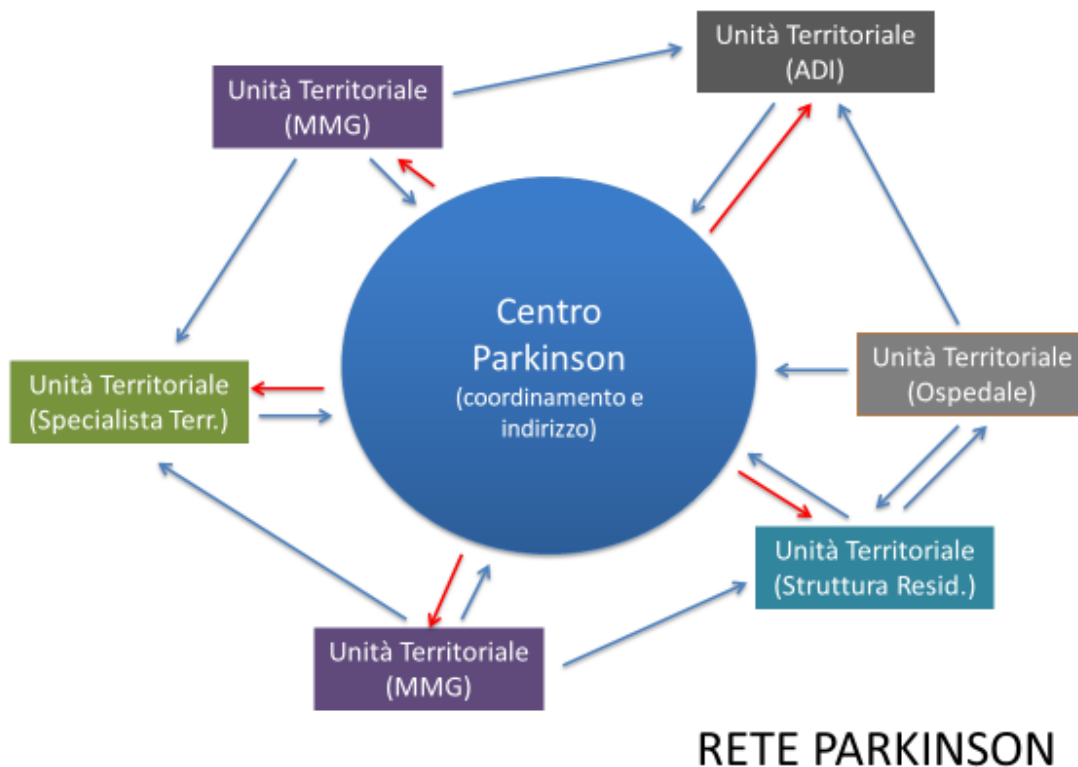 Unità Territoriale
(ADI)
Unità Territoriale
(MMG)
Centro
Parkinson
(coordinamento e
indirizzo)
Unità Territoriale
(Ospedale)
Unità Territoriale
(Specialista Terr.)
Unità Territoriale
(Struttura Resid.)
Unità Territoriale
(MMG)
RETE PARKINSON